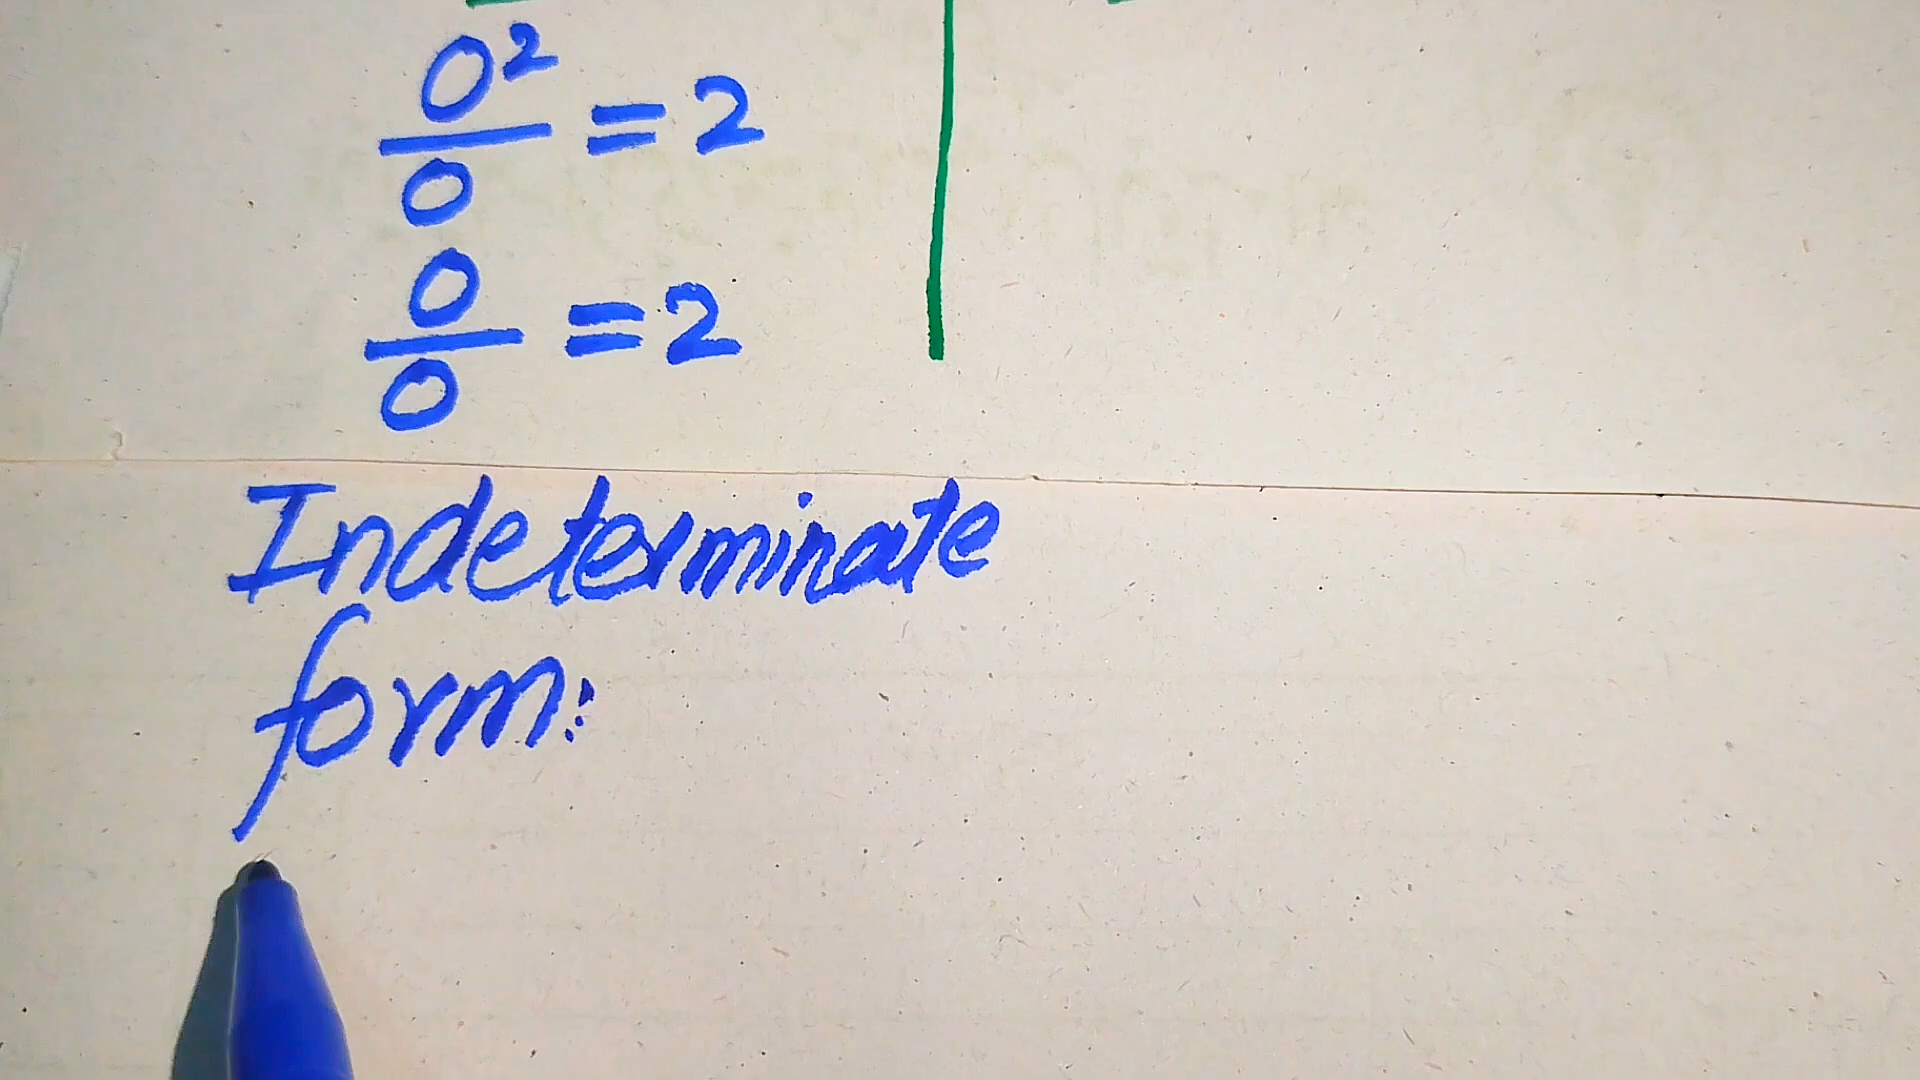 0²/0 = 2
0/0 = 2
Indeterminate
form: